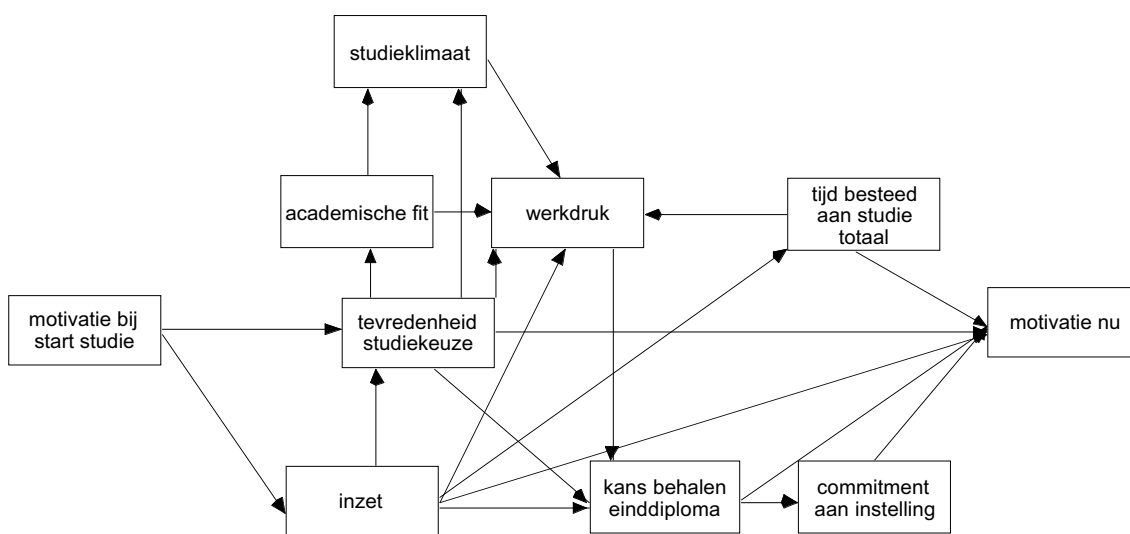 studieklimaat
academische fit
werkdruk
tijd besteed
aan studie
totaal
motivatie bij
start studie
tevredenheid
studiekeuze
motivatie nu
inzet
kans behalen
einddiploma
commitment
aan instelling